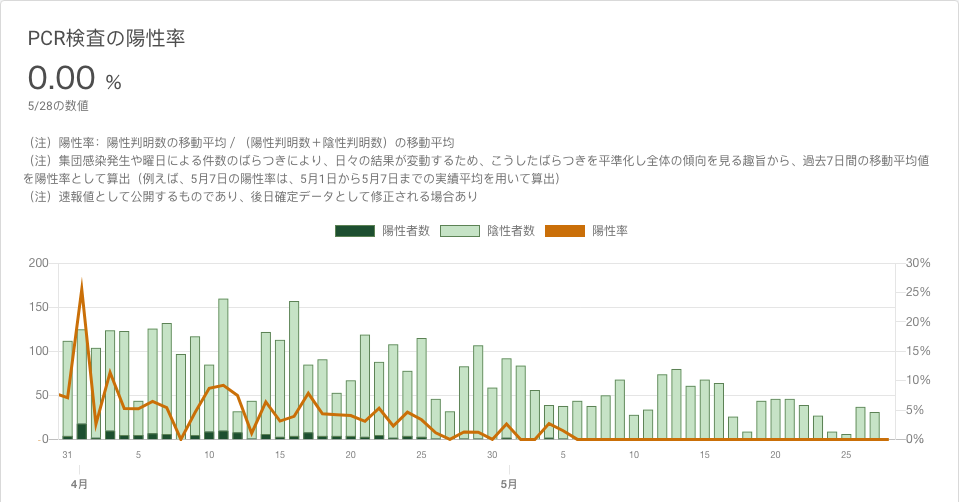 PCR検査の陽性率
0.00 %
5/28の数値
（注）陽性率：陽性判明数の移動平均 / （陽性判明数＋陰性判明数）の移動平均
（注）集団感染発生や曜日による件数のばらつきにより、日々の結果が変動するため、こうしたばらつきを平準化し全体の傾向を見る趣旨から、過去7日間の移動平均値
を陽性率として算出（例えば、5月7日の陽性率は、5月1日から5月7日までの実績平均を用いて算出）
（注）速報値として公開するものであり、後日確定データとして修正される場合あり
陽性者数 陰性者数 陽性率
200 30%
25%
150
20%
100 15%
10%
50
5%
0 0%
31 5 10 15 20 25 30 5 10 15 20 25
4月 5月